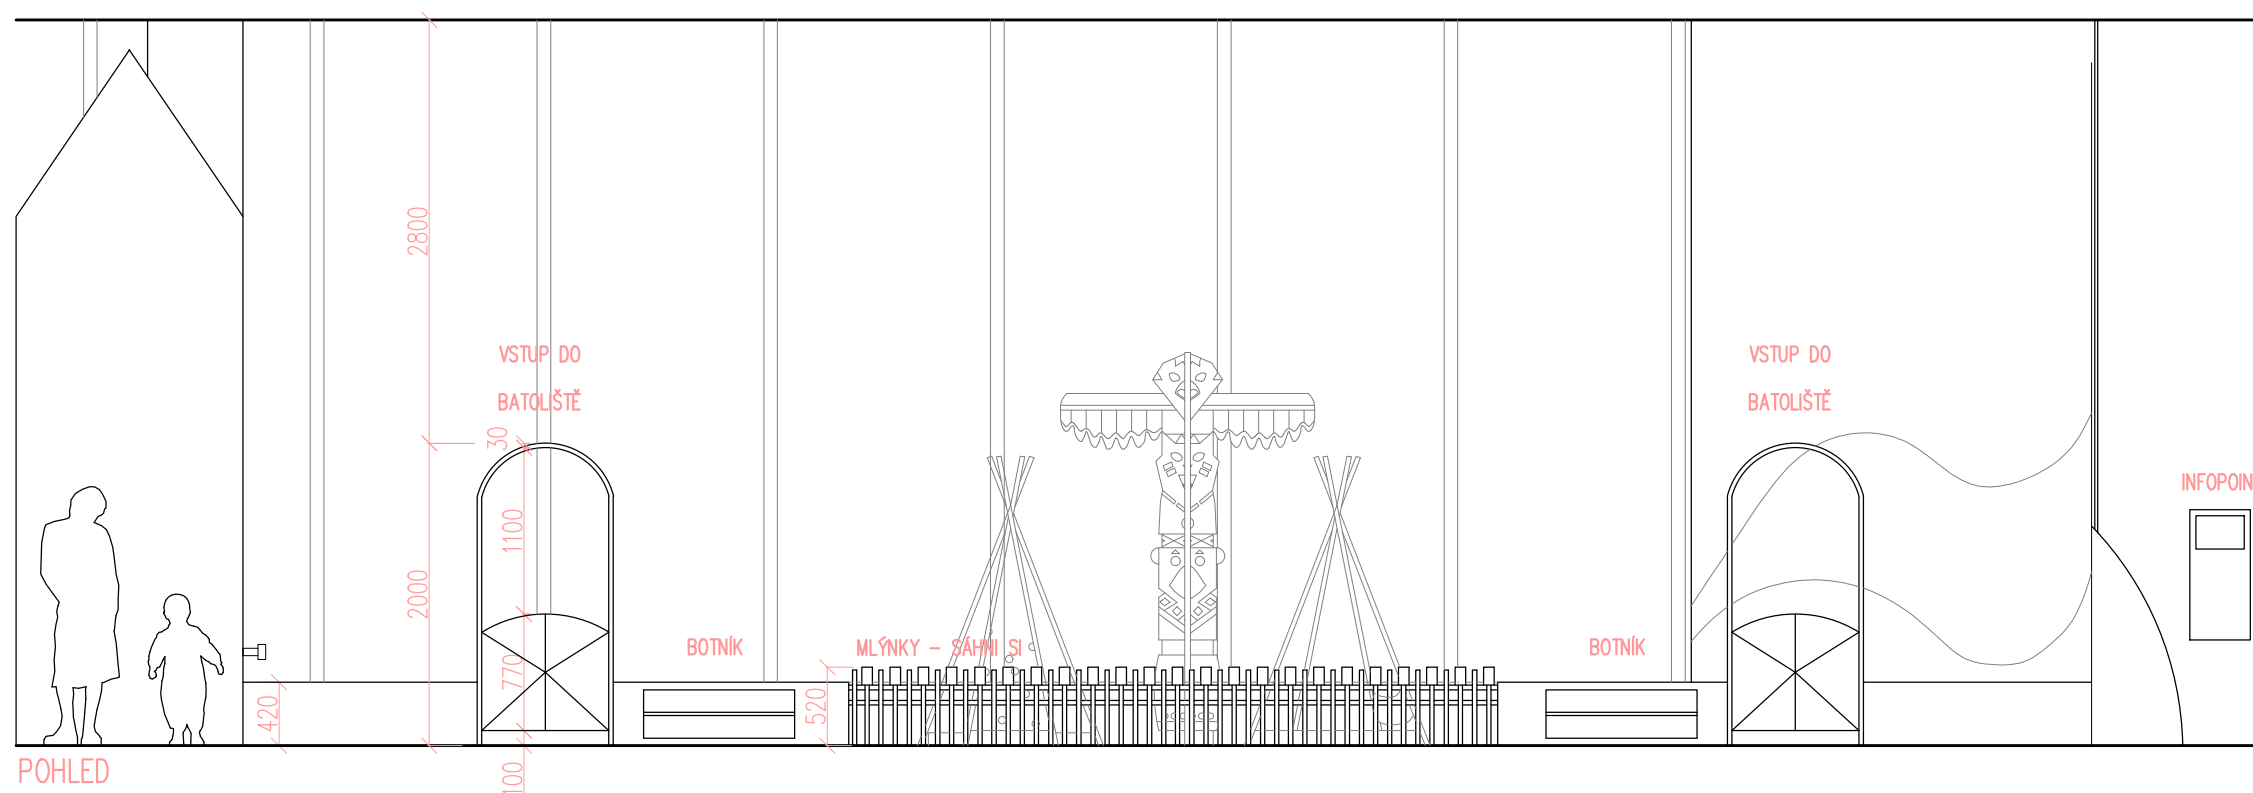 2800
VSTUP DO
BATOLIŠTĚ
VSTUP DO
BATOLIŠTĚ
30
INFOPOIN
1100
2000
BOTNÍK
MLÝNKY – SÁHNI SI
BOTNÍK
770
420
520
POHLED
100